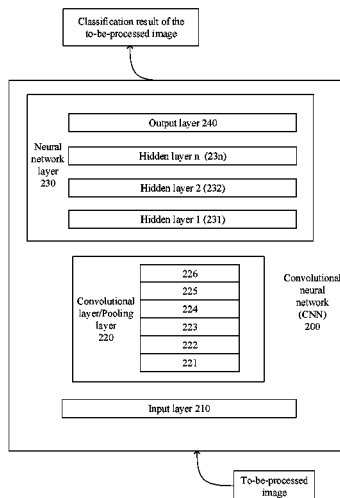 Classification result of the
to-be-processed image
Output layer 240
Neural
network
layer
230
Hidden layer n (23n)
Hidden layer 2 (232)
Hidden layer 1 (231)
Convolutional
layer/Pooling
layer
220
226
225
224
223
222
221
Convolutional
neural
network
(CNN)
200
Input layer 210
To-be-processed
image